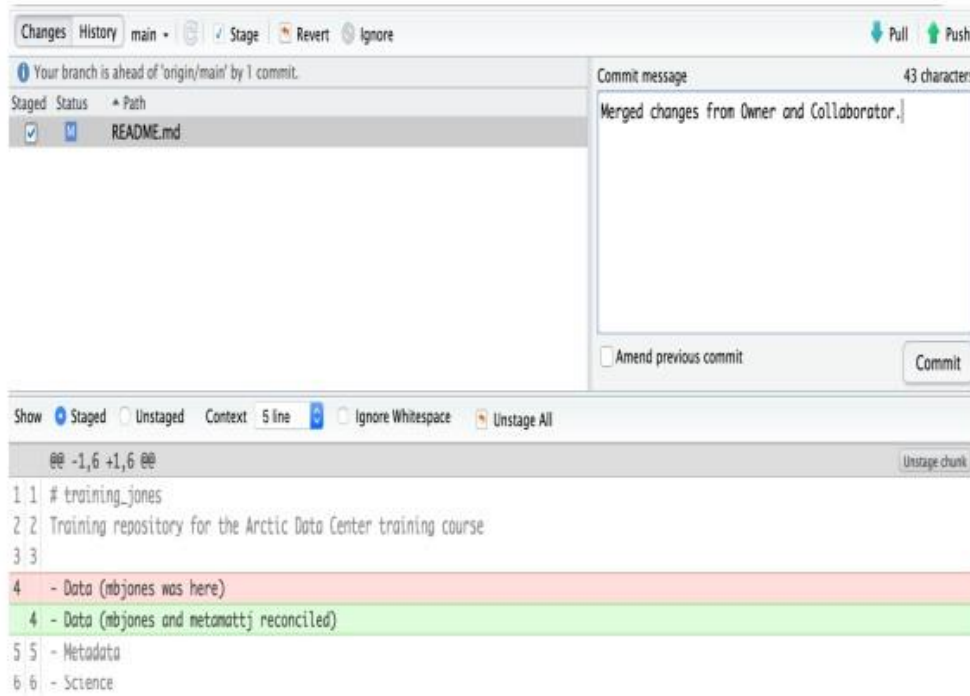 Changes History main Stage Revert Ignore Pull Push
Your branch is ahead of 'origin/main' by 1 commit.
Staged Status Path
M README.md
Commit message 43 characters
Merged changes from Owner and Collaborator.
Amend previous commit
Commit
Show Staged Unstaged Context 5 line Ignore Whitespace Unstage All
@@ -1,6 +1,6 @@ Unstage chunk
1 1 # training_jones
2 2 Training repository for the Arctic Data Center training course
3 3
4 - Data (mbjones was here)
4 - Data (mbjones and metamattj reconciled)
5 5 - Metadata
6 6 - Science